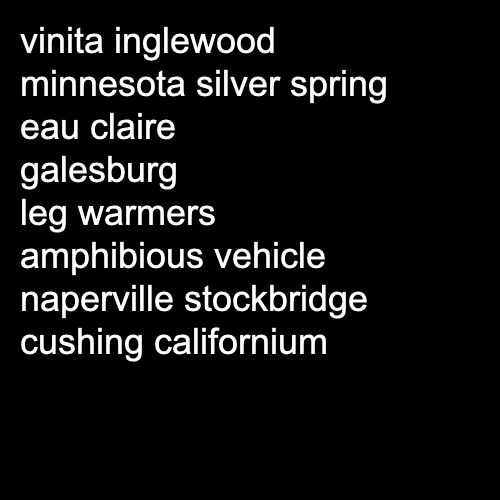 vinita inglewood
minnesota silver spring
eau claire
galesburg
leg warmers
amphibious vehicle
naperville stockbridge
cushing californium